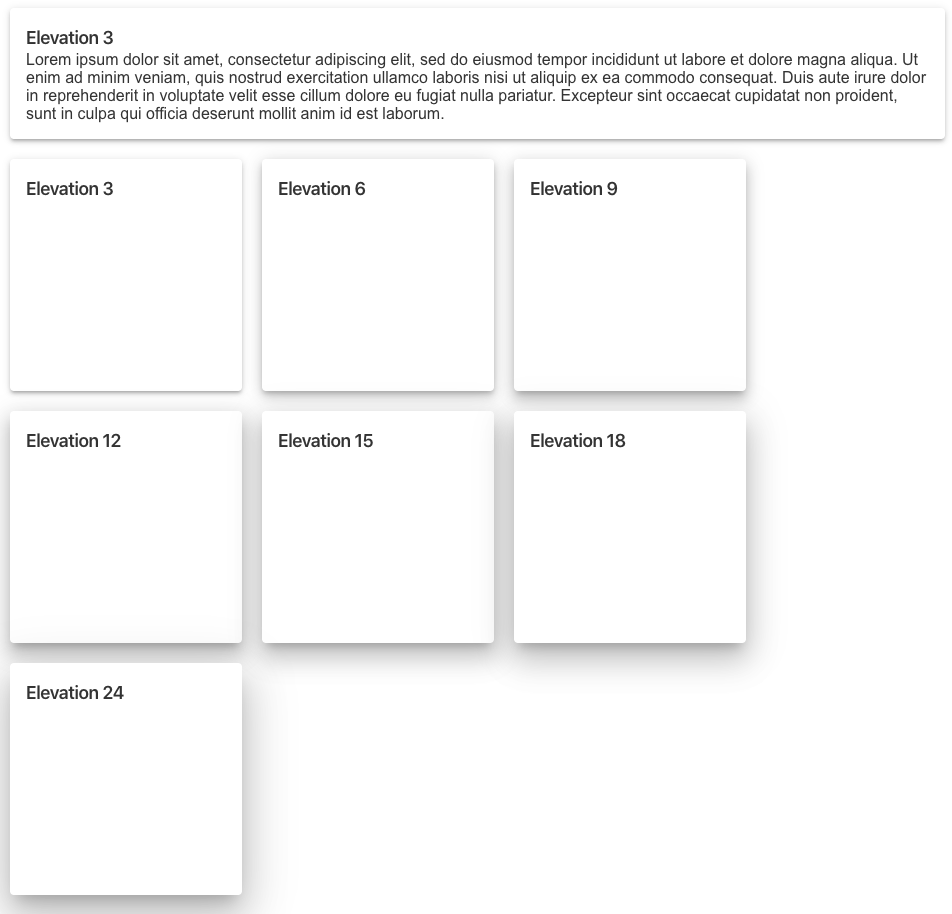 Elevation 3
Lorem ipsum dolor sit amet, consectetur adipiscing elit, sed do eiusmod tempor incididunt ut labore et dolore magna aliqua. Ut
enim ad minim veniam, quis nostrud exercitation ullamco laboris nisi ut aliquip ex ea commodo consequat. Duis aute irure dolor
in reprehenderit in voluptate velit esse cillum dolore eu fugiat nulla pariatur. Excepteur sint occaecat cupidatat non proident,
sunt in culpa qui officia deserunt mollit anim id est laborum.
Elevation 3
Elevation 6
Elevation 9
Elevation 12
Elevation 15
Elevation 18
Elevation 24